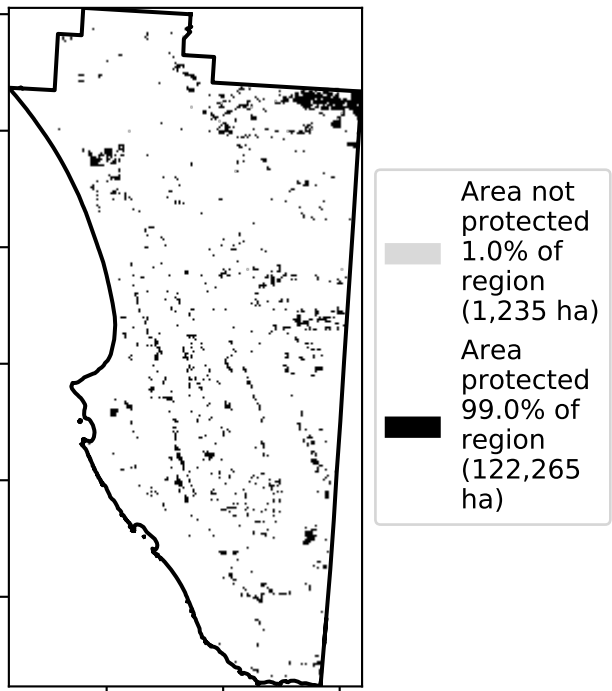 Area not
protected
1.0% of
region
(1,235 ha)
Area
protected
99.0% of
region
(122,265
ha)